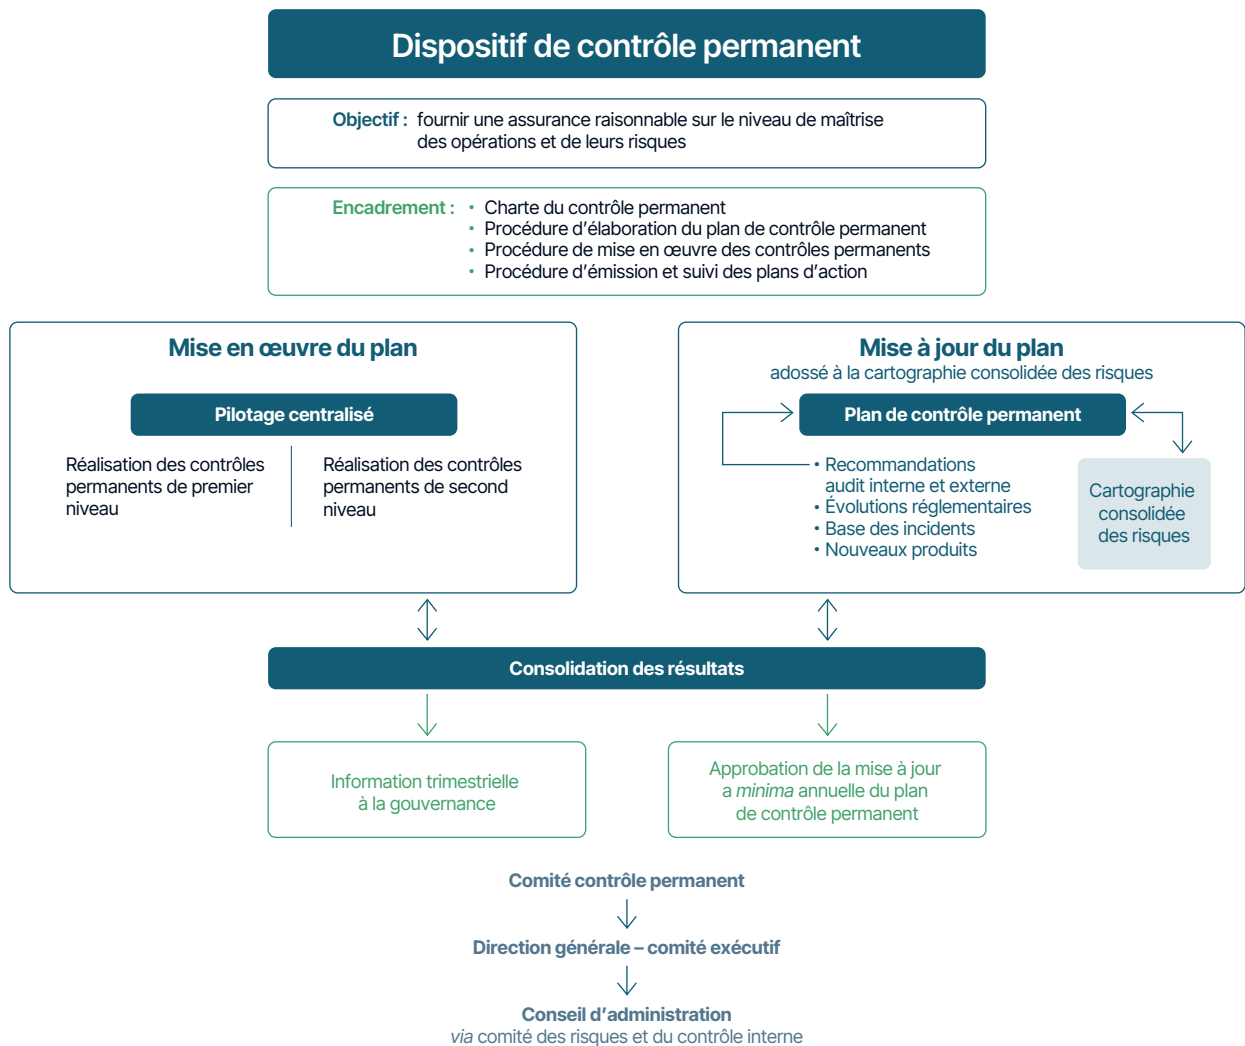 Dispositif de contrôle permanent
Objectif : fournir une assurance raisonnable sur le niveau de maîtrise
des opérations et de leurs risques
Encadrement : • Charte du contrôle permanent
• Procédure d’élaboration du plan de contrôle permanent
• Procédure de mise en œuvre des contrôles permanents
• Procédure d’émission et suivi des plans d’action
Mise en œuvre du plan
Pilotage centralisé
Réalisation des contrôles
permanents de premier
niveau
Réalisation des contrôles
permanents de second
niveau
Mise à jour du plan
adossé à la cartographie consolidée des risques
Plan de contrôle permanent
• Recommandations
audit interne et externe
• Évolutions réglementaires
• Base des incidents
• Nouveaux produits
Cartographie
consolidée
des risques
Consolidation des résultats
Information trimestrielle
à la gouvernance
Approbation de la mise à jour
a minima annuelle du plan
de contrôle permanent
Comité contrôle permanent
Direction générale – comité exécutif
Conseil d’administration
via comité des risques et du contrôle interne